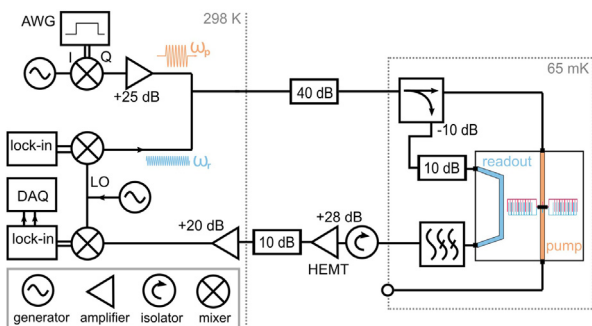 AWG
298 K
ωp
65 mK
I
Q
+25 dB
40 dB
-10 dB
lock-in
ωr
10 dB
readout
LO
DAQ
+20 dB
+28 dB
10 dB
lock-in
HEMT
pump
generator
amplifier
isolator
mixer